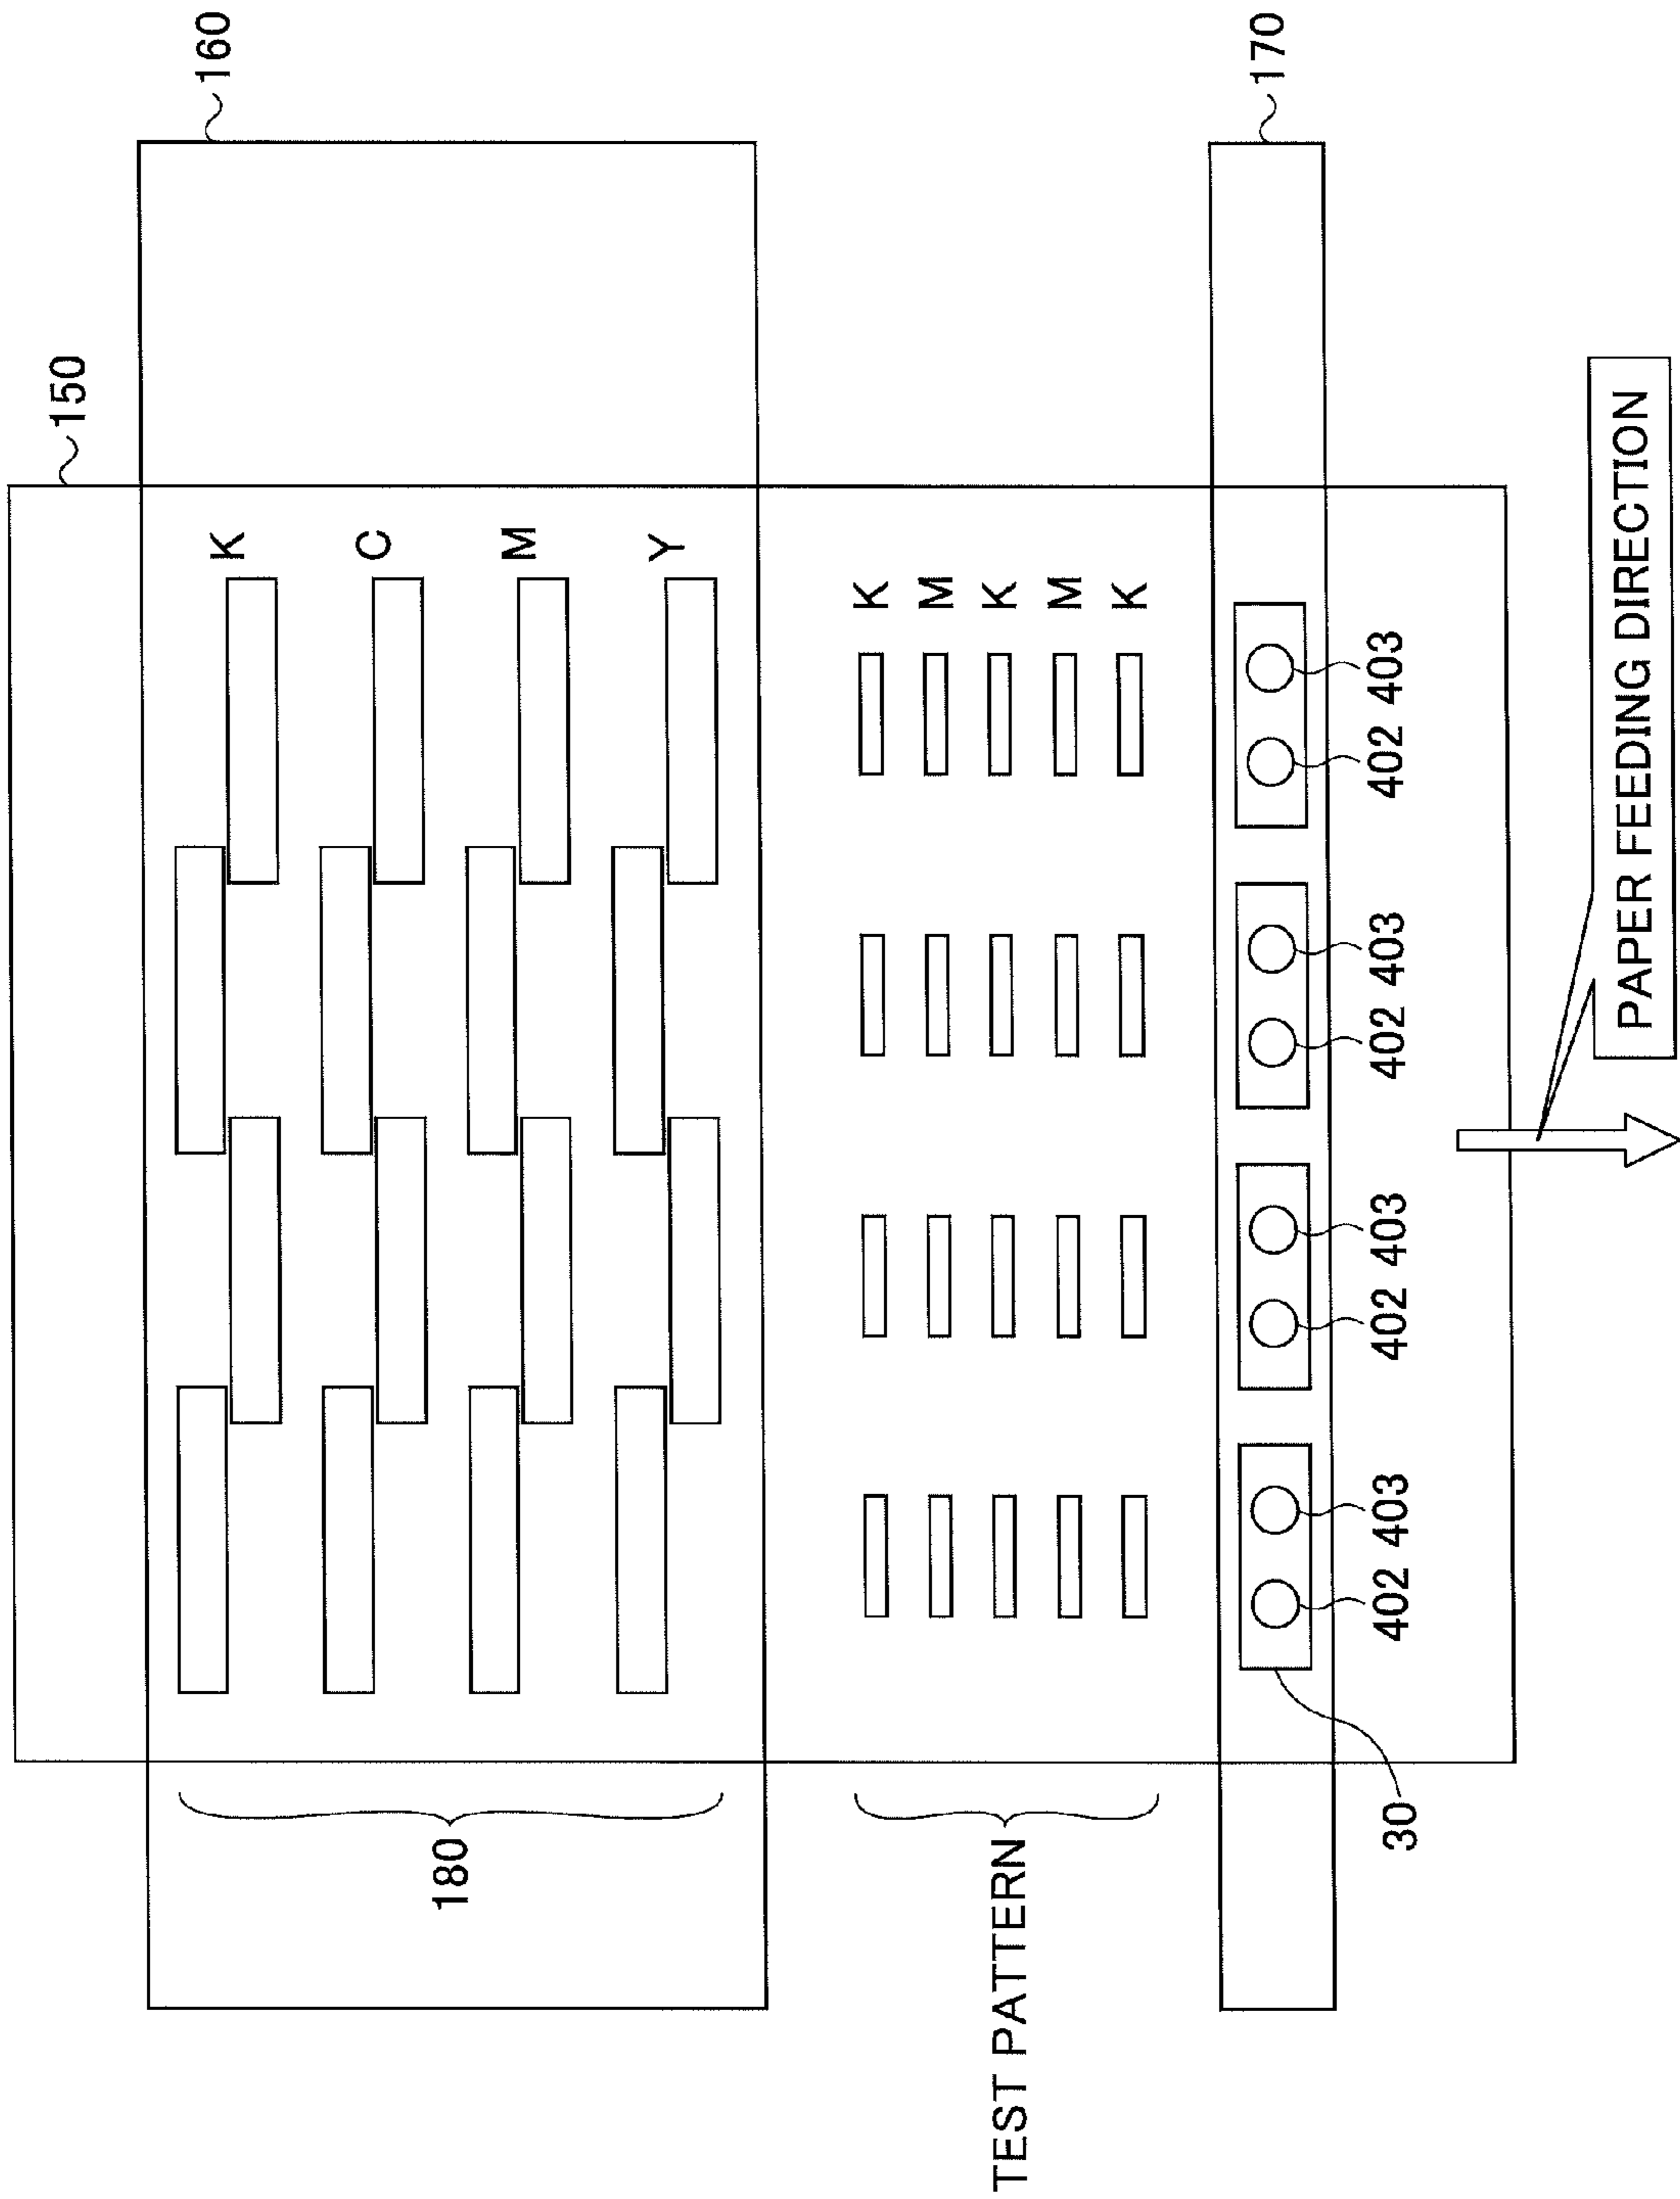 150
160
K
C
180
M
Y
K
M
TEST PATTERN
K
M
K
170
30
402 403 402 403 402 403 402 403
PAPER FEEDING DIRECTION